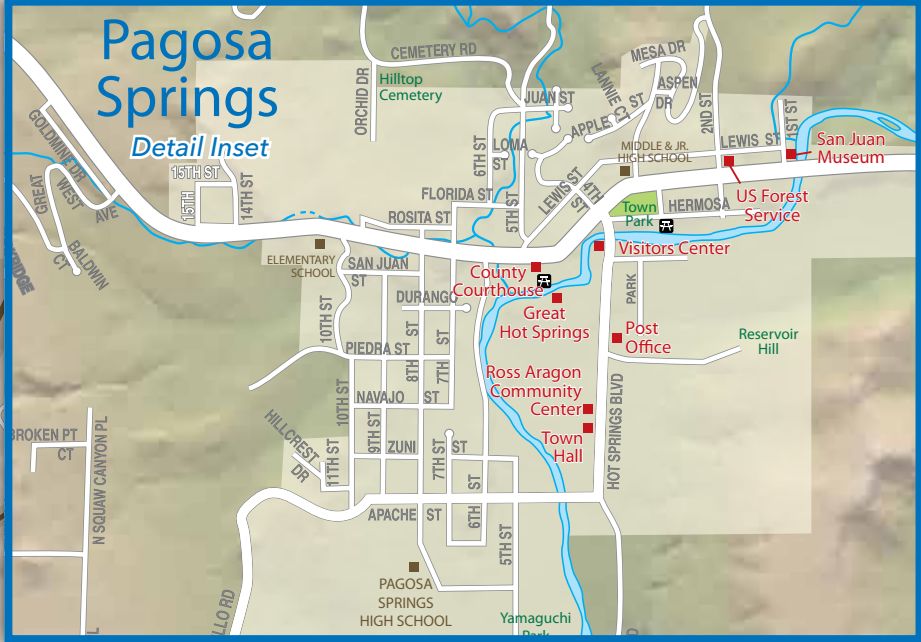 Pagosa
Springs
Detail Inset
CEMETERY RD
ORCHID DR
Hilltop
Cemetery
MESA DR
LANNIE CT
ASPEN
DR
2ND ST
JUAN ST
APPLE ST
6TH ST
LOMA
ST
MIDDLE & JR.
HIGH SCHOOL
LEWIS ST
1ST ST
San Juan
Museum
GOLDMINE DR
GREAT
WEST
AVE
BALDWIN
CT
15TH ST
15TH
14TH ST
FLORIDA ST
ROSITA ST
5TH ST
LEWIS ST
4TH
ST
Town
Park
HERMOSA
US Forest
Service
Visitors Center
ELEMENTARY
SCHOOL
SAN JUAN
ST
County
Courthouse
Great
Hot Springs
PARK
DURANGO
10TH ST
8TH
ST
7TH
ST
PIEDRA ST
Post
Office
Reservoir
Hill
Ross Aragon
Community
Center
Town
Hall
HOT SPRINGS BLVD
NAVAJO ST
10TH ST
9TH ST
HILLCREST
DR
11TH ST
ZUNI ST
7TH ST
6TH
ST
BROKEN PT
CT
N SQUAW CANYON PL
APACHE ST
5TH ST
PAGOSA
SPRINGS
HIGH SCHOOL
LLO RD
Yamaguchi
Park